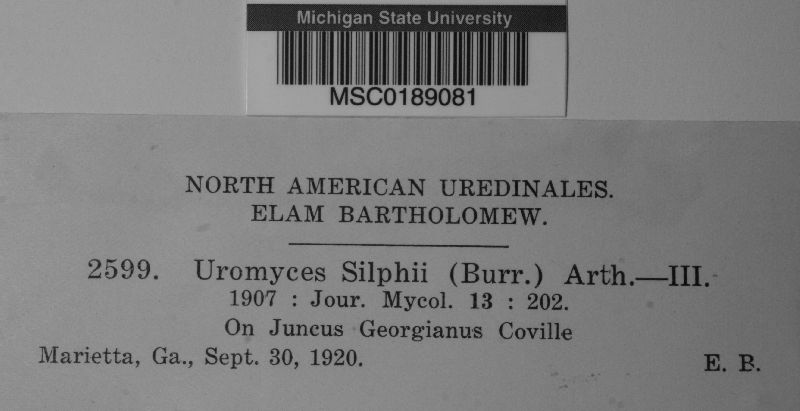 Michigan State University
MSC0189081
NORTH AMERICAN UREDINALES.
ELAM BARTHOLOMEW.
2599. Uromyces Silphii (Burr.) Arth.—III.
1907 : Jour. Mycol. 13 : 202.
On Juncus Georgianus Coville
Marietta, Ga., Sept. 30, 1920. E. B.